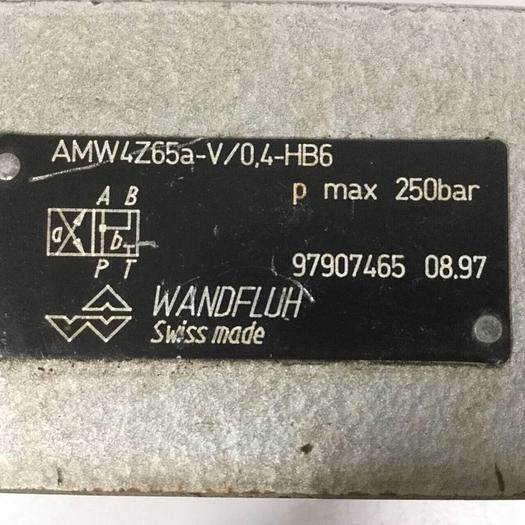 AMW4Z65a-V/0,4-HB6
p max 250bar
A B
a b
P T
97907465 08.97
WANDFLUH
Swiss made